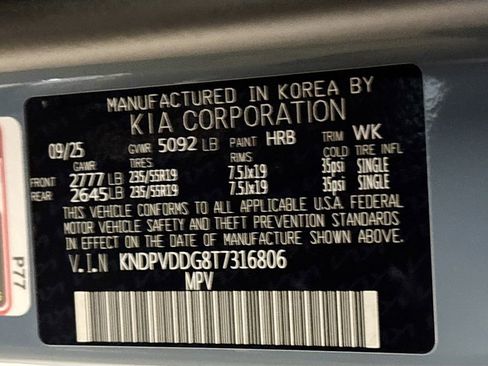 MANUFACTURED IN KOREA BY
KIA CORPORATION
09/25 GVWR 5092 LB PAINT HRB TRIM WK
GAWR TIRES RIMS COLD TIRE INFL
FRONT 2777 LB 235/55R19 7.5Jx19 35psi SINGLE
REAR 2645 LB 235/55R19 7.5Jx19 35psi SINGLE
THIS VEHICLE CONFORMS TO ALL APPLICABLE U.S.A. FEDERAL
MOTOR VEHICLE SAFETY AND THEFT PREVENTION STANDARDS
IN EFFECT ON THE DATE OF MANUFACTURE SHOWN ABOVE.
V.I.N KNDPVDDG8T7316806
MPV
P77